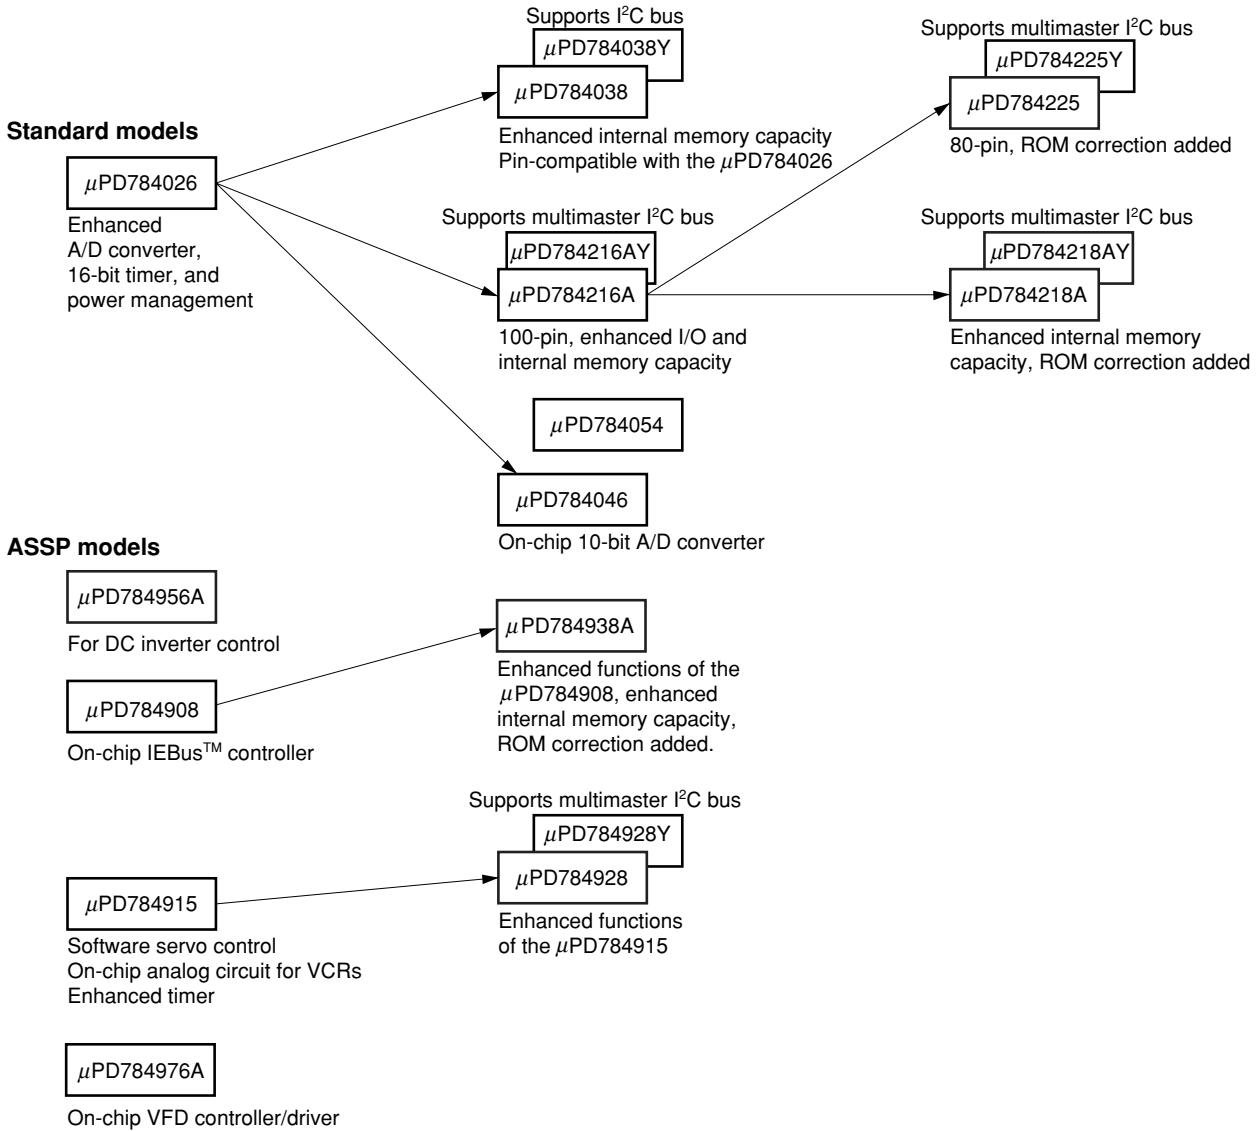 Standard models
μPD784026
Enhanced
A/D converter,
16-bit timer, and
power management
Supports I²C bus
μPD784038Y
μPD784038
Enhanced internal memory capacity
Pin-compatible with the μPD784026
Supports multimaster I²C bus
μPD784216AY
μPD784216A
100-pin, enhanced I/O and
internal memory capacity
Supports multimaster I²C bus
μPD784225Y
μPD784225
80-pin, ROM correction added
Supports multimaster I²C bus
μPD784218AY
μPD784218A
Enhanced internal memory
capacity, ROM correction added
μPD784054
μPD784046
On-chip 10-bit A/D converter
ASSP models
μPD784956A
For DC inverter control
μPD784908
On-chip IEBus™ controller
μPD784938A
Enhanced functions of the
μPD784908, enhanced
internal memory capacity,
ROM correction added.
μPD784915
Software servo control
On-chip analog circuit for VCRs
Enhanced timer
Supports multimaster I²C bus
μPD784928Y
μPD784928
Enhanced functions
of the μPD784915
μPD784976A
On-chip VFD controller/driver